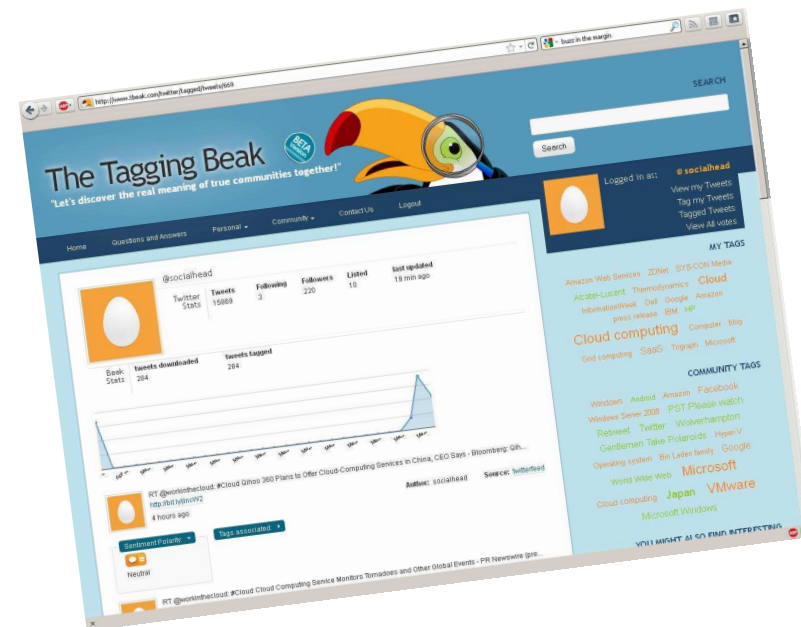 http://www.tbeak.com/twitter/tagged/tweets/669
buzz in the margin
The Tagging Beak
BETA
Version
"Let's discover the real meaning of true communities together!"
SEARCH
Search
Home
Questions and Answers
Personal
Community
Contact Us
Logout
Logged in as:
@socialhead
View my Tweets
Tag my Tweets
Tagged Tweets
View All votes
@socialhead
Twitter Stats
Tweets
15869
Following
3
Followers
220
Listed
10
last updated
19 min ago
Beak Stats
tweets downloaded
284
tweets tagged
284
RT @workinthecloud: #Cloud Qihoo 360 Plans to Offer Cloud-Computing Services in China, CEO Says - Bloomberg: Qih...
http://bit.ly/jlncW2
4 hours ago
Author: socialhead
Source: twitterfeed
Sentiment Polarity:
Tags associated:
Neutral
RT @workinthecloud: #Cloud Cloud Computing Service Monitors Tornadoes and Other Global Events - PR Newswire (pre...
MY TAGS
Amazon Web Services ZDNet SYS-CON Media
Alcatel-Lucent Thermodynamics Cloud
InformationWeek Dell Google Amazon
press release IBM HP
Cloud computing Computer blog
Grid computing SaaS Trigraph Microsoft
COMMUNITY TAGS
Windows Android Amazon Facebook
Windows Server 2008 PST Please watch
Retweet Twitter Wolverhampton
Gentlemen Take Polaroids Hyper-V
Operating system Bin Laden family Google
World Wide Web Microsoft
Cloud computing Japan VMware
Microsoft Windows
YOU MIGHT ALSO FIND INTERESTING